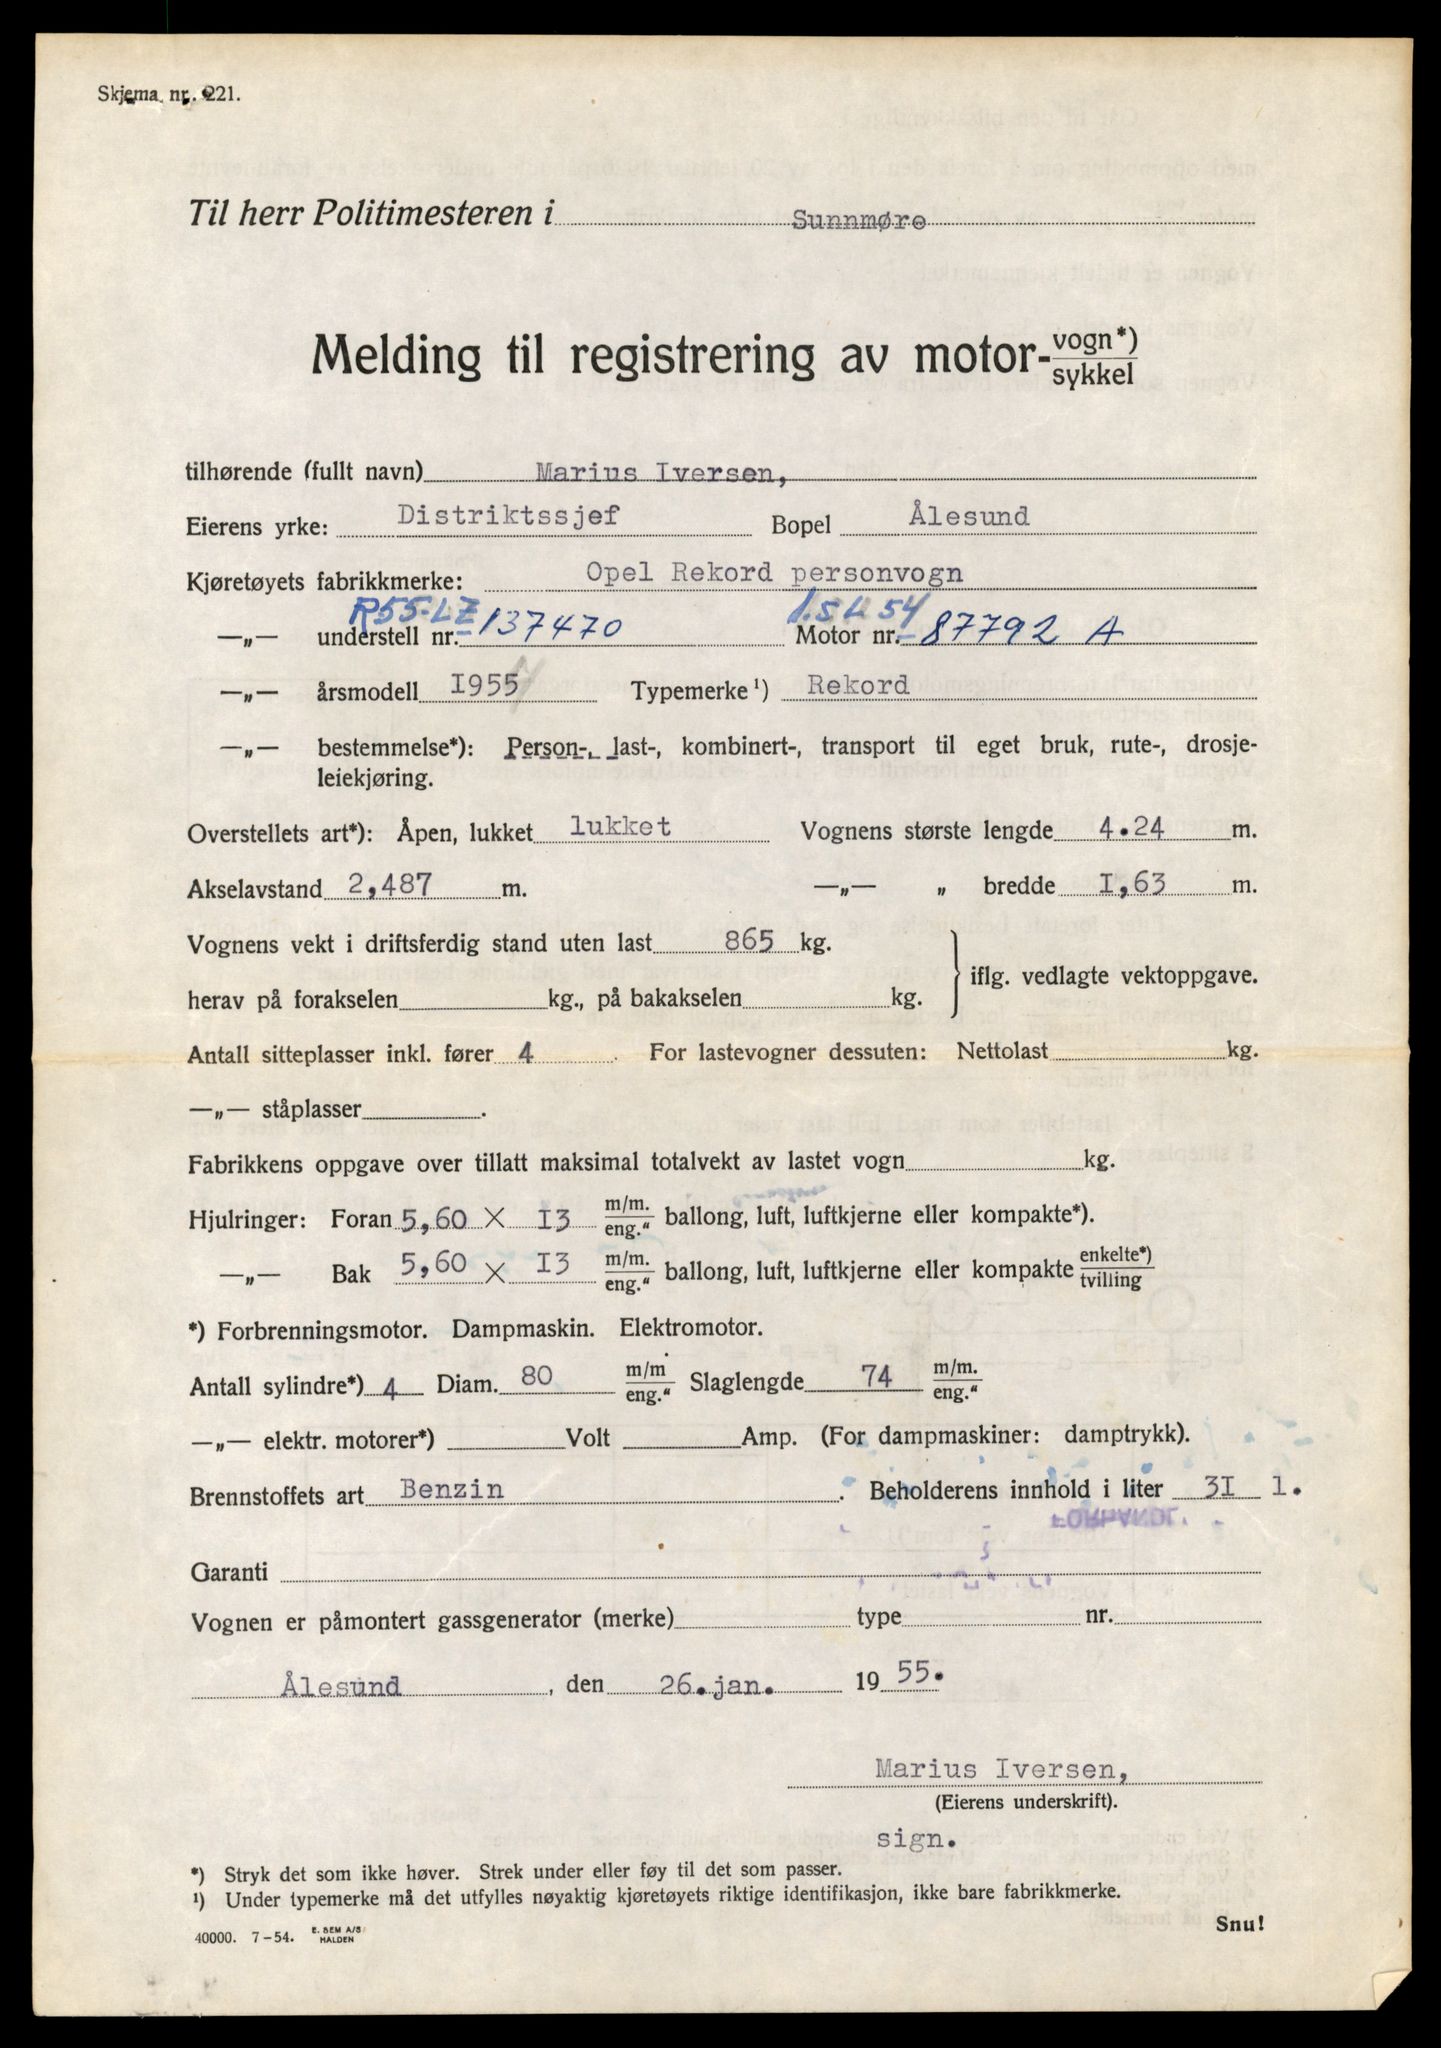 Skjema nr. 221.
Til herr Politimesteren i Sunnmøre
Melding til registrering av motor-vogn*)
sykkel
tilhørende (fullt navn) Marius Iversen,
Eierens yrke: Distriktssjef Bopel Ålesund
Kjøretøyets fabrikkmerke: Opel Rekord personvogn
R55-LZ 1.5 L 54
—„— understell nr. 137470 Motor nr. 87792 A
—„— årsmodell I955 Typemerke¹) Rekord
—„— bestemmelse*): Person-, last-, kombinert-, transport til eget bruk, rute-, drosje-
leiekjøring.
Overstellets art*): Åpen, lukket lukket Vognens største lengde 4.24 m.
Akselavstand 2,487 m. —„— „ bredde I,63 m.
Vognens vekt i driftsferdig stand uten last 865 kg.
iflg. vedlagte vektoppgave.
herav på forakselen kg., på bakakselen kg.
Antall sitteplasser inkl. fører 4 . For lastevogner dessuten: Nettolast kg.
—„— ståplasser .
Fabrikkens oppgave over tillatt maksimal totalvekt av lastet vogn kg.
Hjulringer: Foran 5,60 X I3 m/m. eng.“ ballong, luft, luftkjerne eller kompakte*).
—„— Bak 5,60 X I3 m/m. eng.“ ballong, luft, luftkjerne eller kompakte enkelte*) tvilling
*) Forbrenningsmotor. Dampmaskin. Elektromotor.
Antall sylindre*) 4 Diam. 80 m/m eng.“ Slaglengde 74 m/m. eng.“
—„— elektr. motorer*) Volt Amp. (For dampmaskiner: damptrykk).
Brennstoffets art Benzin . Beholderens innhold i liter 3I l.
FORHANDL.
Garanti
Vognen er påmontert gassgenerator (merke) type nr.
Ålesund , den 26.jan. 19 55.
Marius Iversen,
(Eierens underskrift).
sign.
*) Stryk det som ikke høver. Strek under eller føy til det som passer.
¹) Under typemerke må det utfylles nøyaktig kjøretøyets riktige identifikasjon, ikke bare fabrikkmerke.
40000. 7-54. E. SEM A/S HALDEN
Snu!